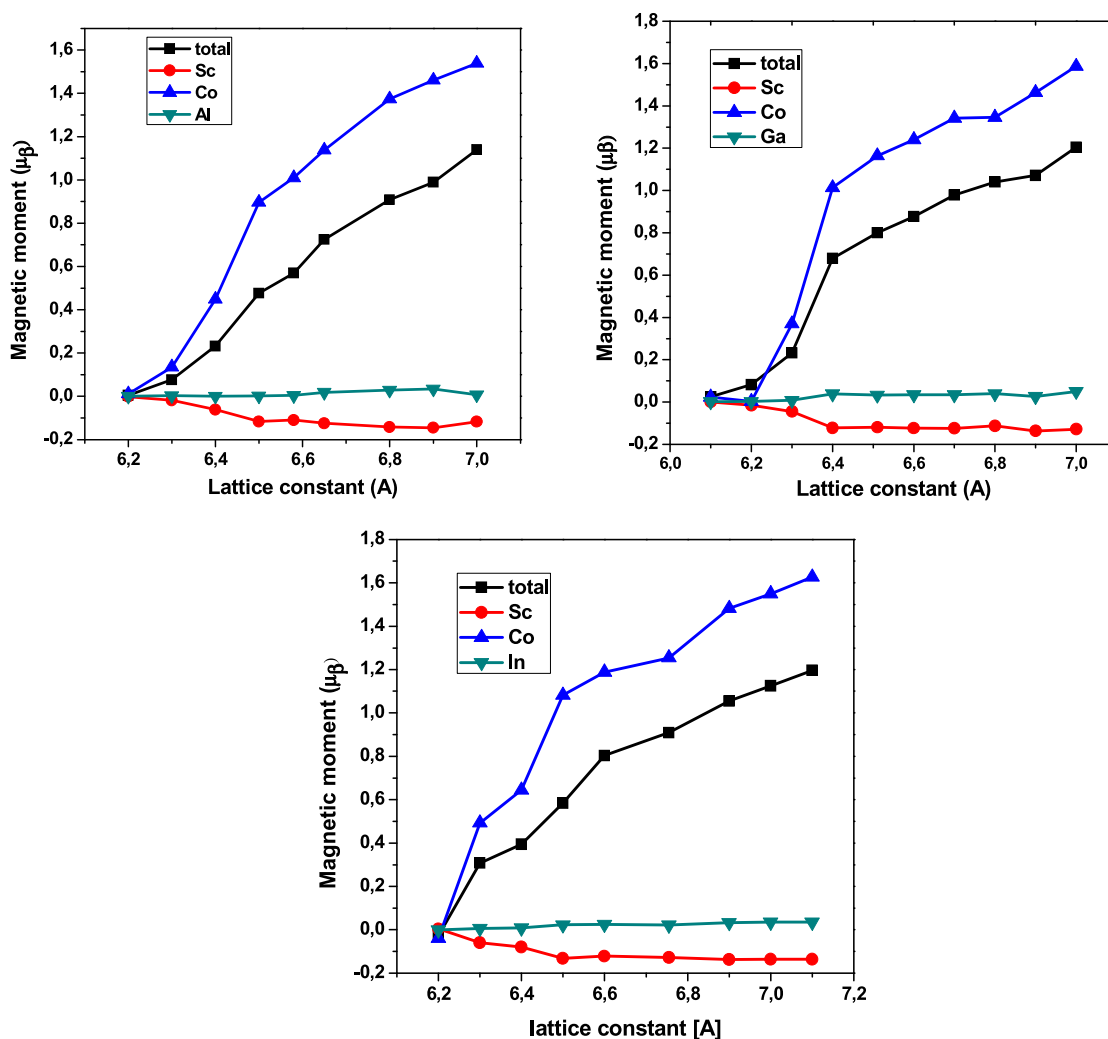 1,6
1,4
1,2
1,0
0,8
0,6
0,4
0,2
0,0
-0,2
Magnetic moment (μβ)
total
Sc
Co
Al
6,2 6,4 6,6 6,8 7,0
Lattice constant (A)
1,8
1,6
1,4
1,2
1,0
0,8
0,6
0,4
0,2
0,0
-0,2
Magnetic moment (μβ)
total
Sc
Co
Ga
6,0 6,2 6,4 6,6 6,8 7,0
Lattice constant (A)
1,8
1,6
1,4
1,2
1,0
0,8
0,6
0,4
0,2
0,0
-0,2
Magnetic moment (μβ)
total
Sc
Co
In
6,2 6,4 6,6 6,8 7,0 7,2
lattice constant [A]